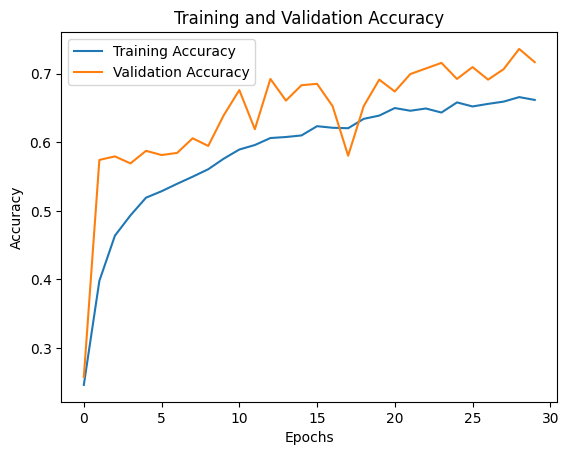 Training and Validation Accuracy
Training Accuracy
Validation Accuracy
0.7
0.6
0.5
0.4
0.3
Accuracy
0
5
10
15
20
25
30
Epochs